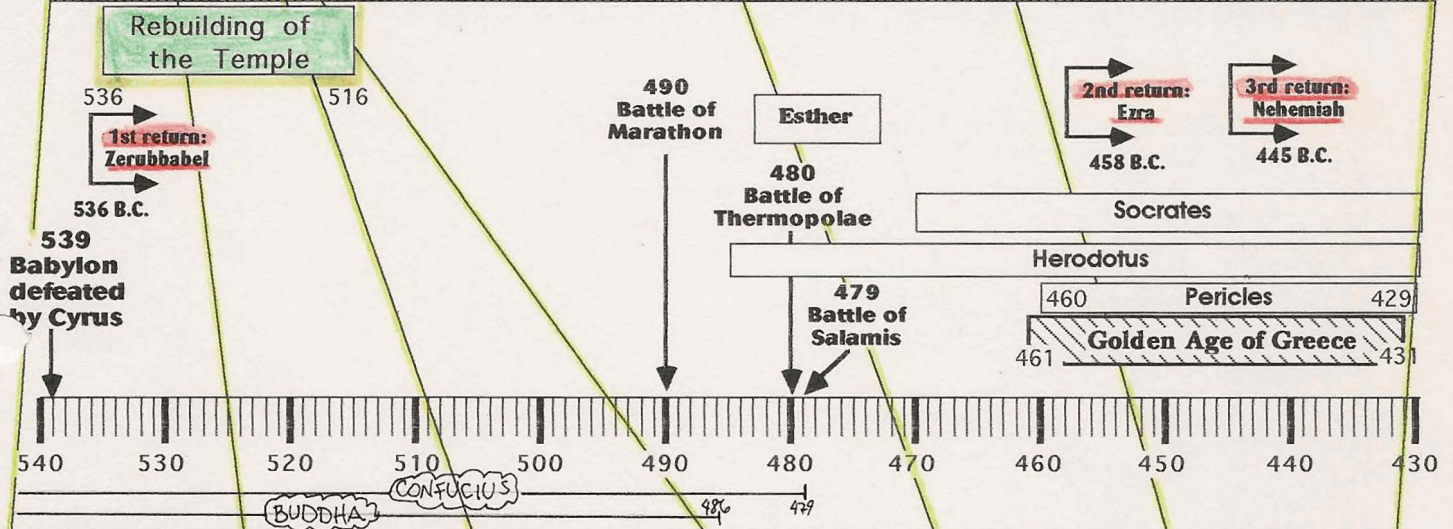 Rebuilding of
the Temple
536
516
1st return:
Zerubbabel
536 B.C.
539
Babylon
defeated
by Cyrus
490
Battle of
Marathon
Esther
480
Battle of
Thermopolae
479
Battle of
Salamis
2nd return:
Ezra
458 B.C.
3rd return:
Nehemiah
445 B.C.
Socrates
Herodotus
460 Pericles 429
Golden Age of Greece
461 431
540 530 520 510 500 490 480 470 460 450 440 430
CONFUCIUS 479
BUDDHA 486